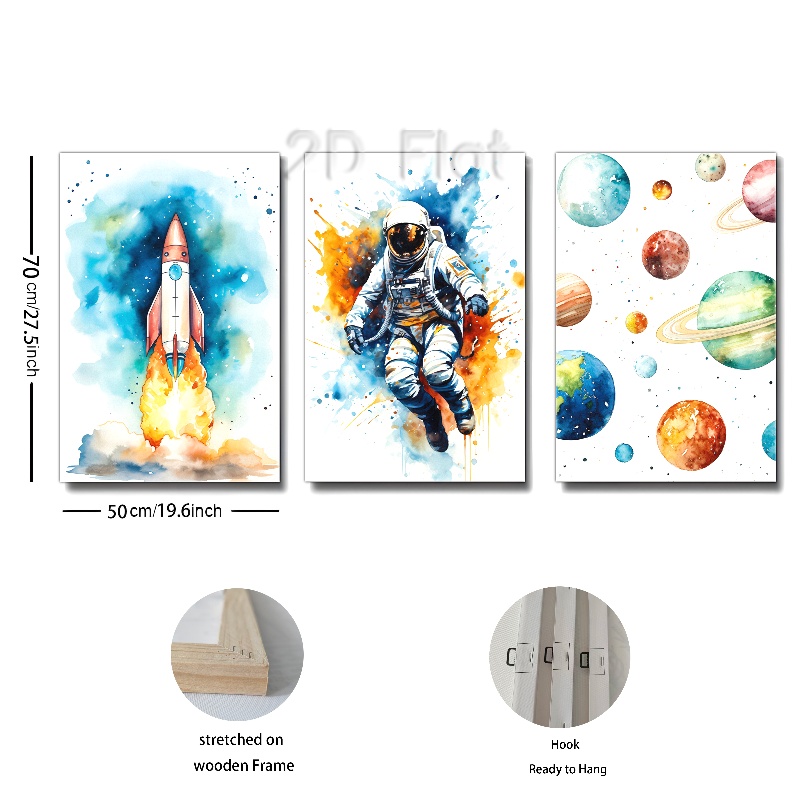 2D Flat
70 cm/27.5inch
50 cm/19.6inch
stretched on
wooden Frame
Hook
Ready to Hang